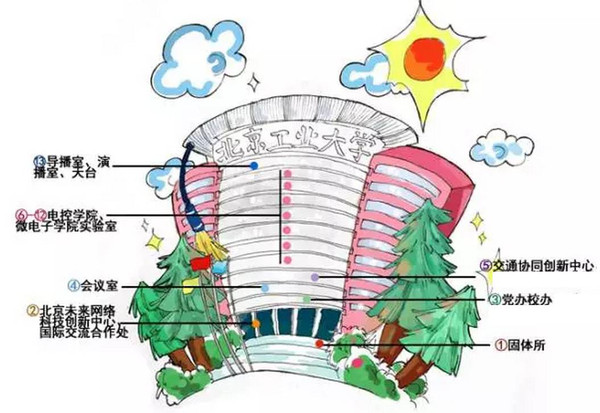 北京工业大学
⑬导播室、演
播室、天台
⑥-⑫电控学院、
微电子学院实验室
⑤交通协同创新中心
④会议室
③党办校办
②北京未来网络
科技创新中心
国际交流合作处
①固体所